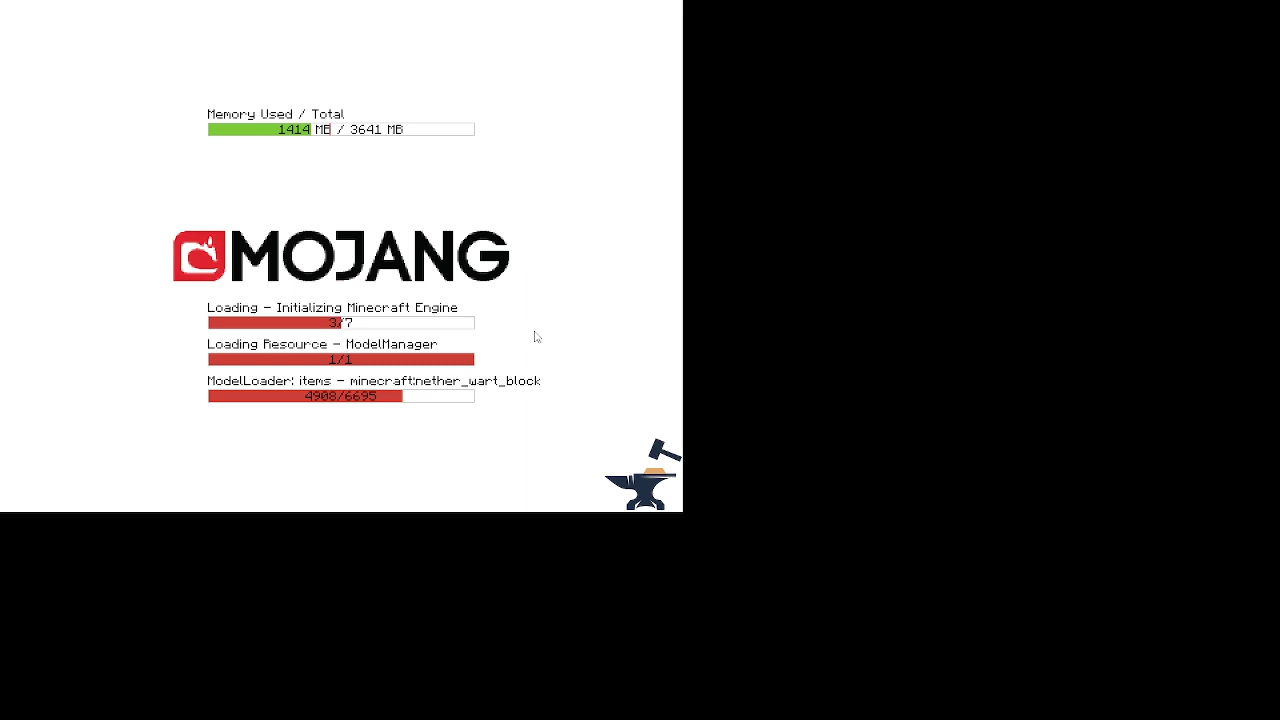 Memory Used / Total
1414 MB / 3641 MB
MOJANG
Loading - Initializing Minecraft Engine
3/7
Loading Resource - ModelManager
1/1
ModelLoader: items - minecraft:nether_wart_block
4908/6695